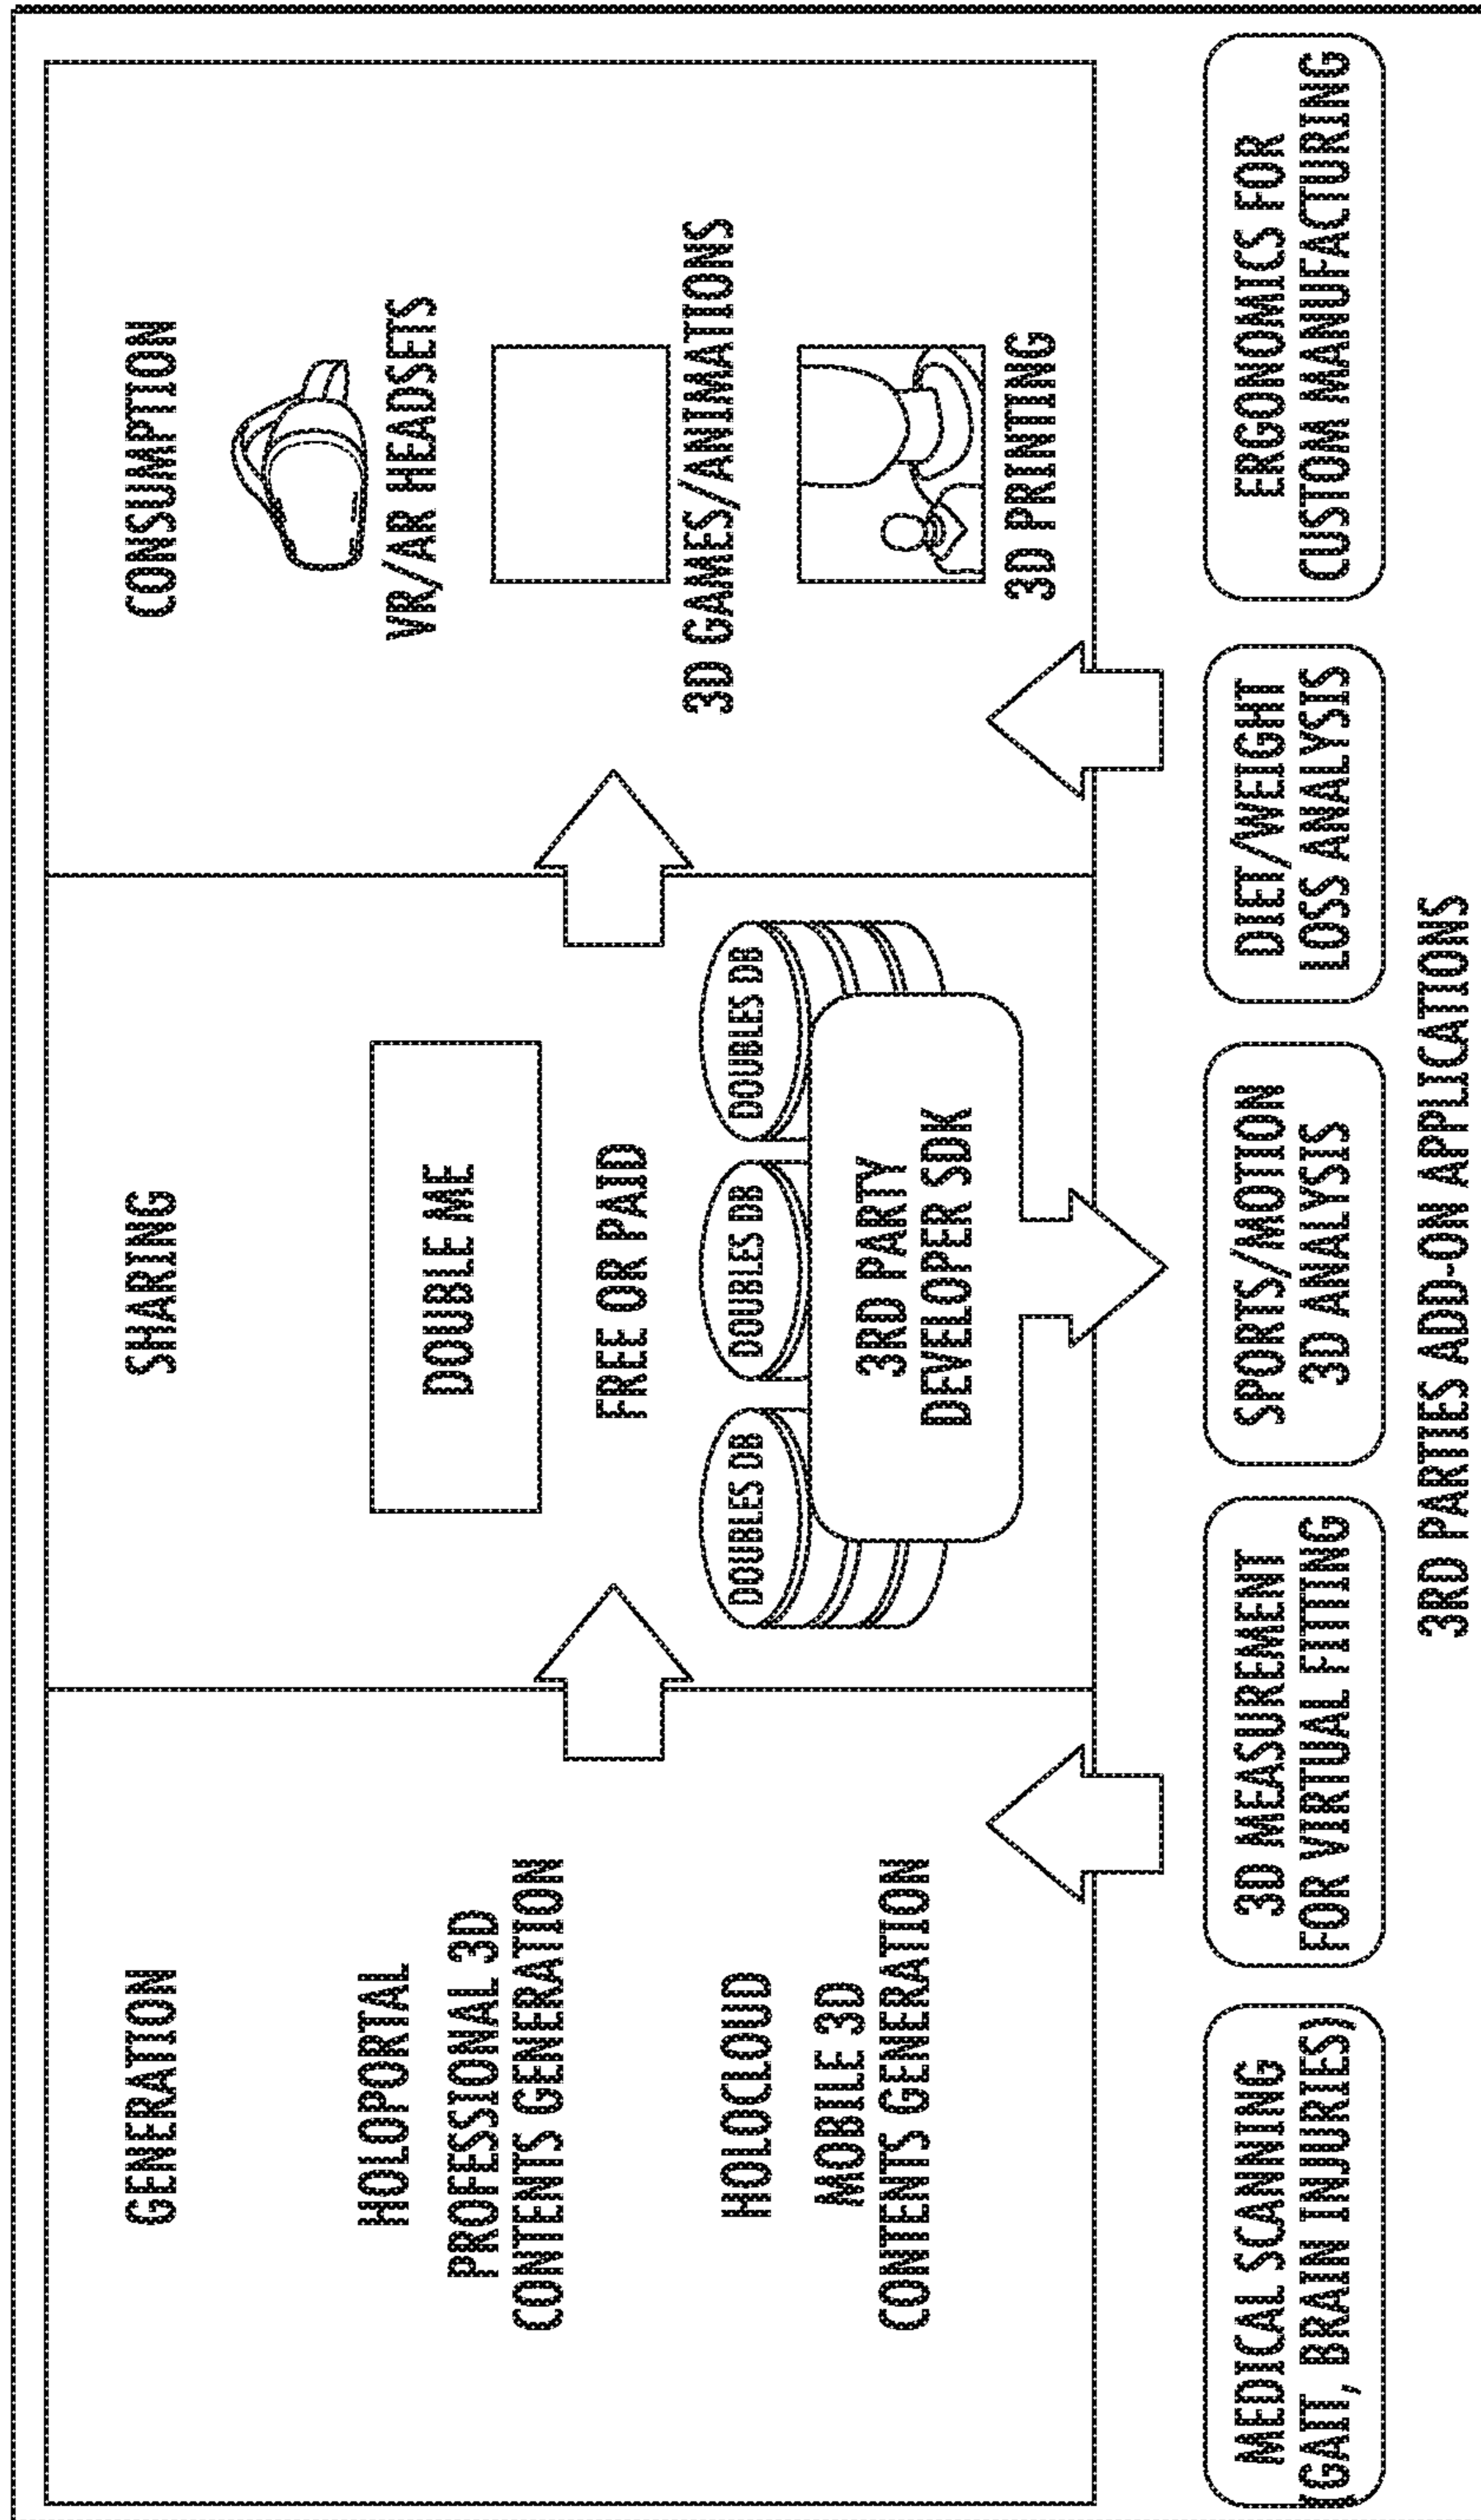 GENERATION
HOLOPORTAL
PROFESSIONAL 3D
CONTENTS GENERATION
HOLOCLOUD
MOBILE 3D
CONTENTS GENERATION
SHARING
DOUBLE ME
FREE OR PAID
DOUBLES DB
DOUBLES DB
DOUBLES DB
3RD PARTY
DEVELOPER SDK
CONSUMPTION
VR/AR HEADSETS
3D GAMES/ANIMATIONS
3D PRINTING
MEDICAL SCANNING
(GAIT, BRAIN INJURIES)
3D MEASUREMENT
FOR VIRTUAL FITTING
SPORTS/MOTION
3D ANALYSIS
DIET/WEIGHT
LOSS ANALYSIS
ERGONOMICS FOR
CUSTOM MANUFACTURING
3RD PARTIES ADD-ON APPLICATIONS